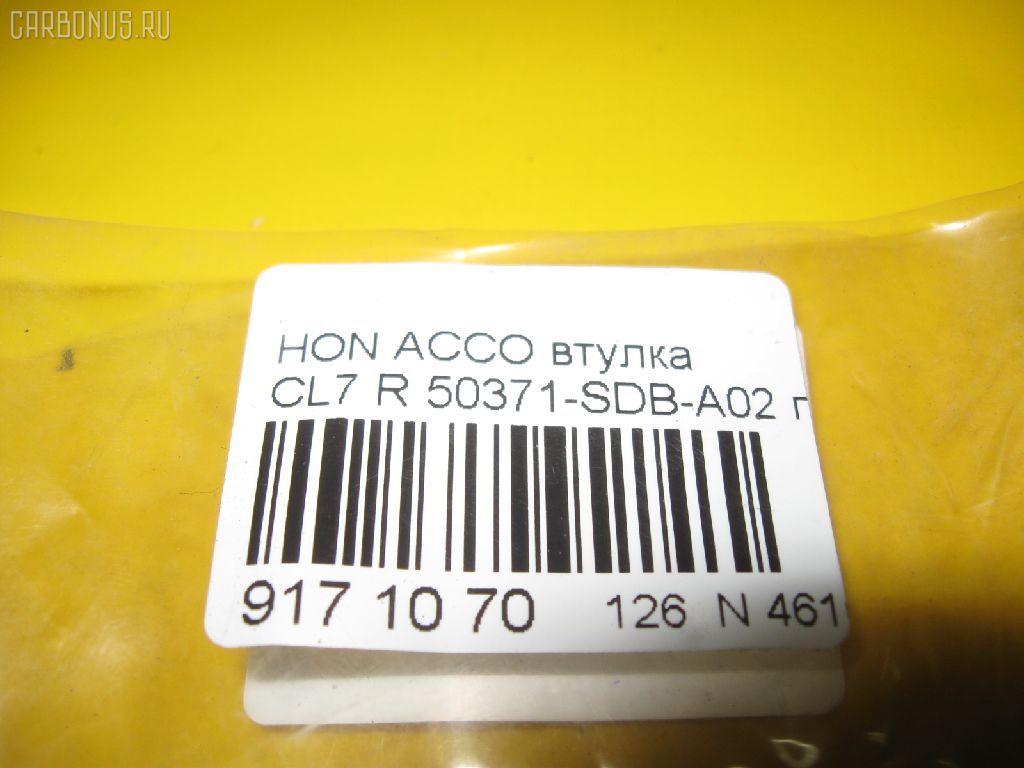 CARBONUS.RU
HON ACCO втулка
CL7 R 50371-SDB-A02
917 10 70 126 N 461